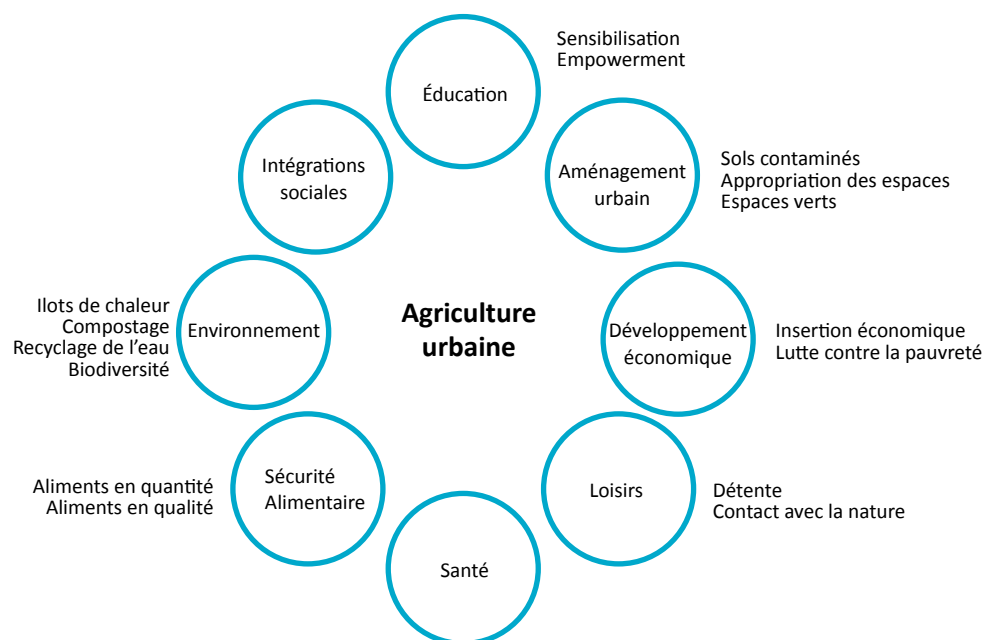 Sensibilisation
Empowerment
Éducation
Intégrations
sociales
Aménagement
urbain
Sols contaminés
Appropriation des espaces
Espaces verts
Ilots de chaleur
Compostage
Recyclage de l’eau
Biodiversité
Environnement
Agriculture
urbaine
Développement
économique
Insertion économique
Lutte contre la pauvreté
Aliments en quantité
Aliments en qualité
Sécurité
Alimentaire
Loisirs
Détente
Contact avec la nature
Santé